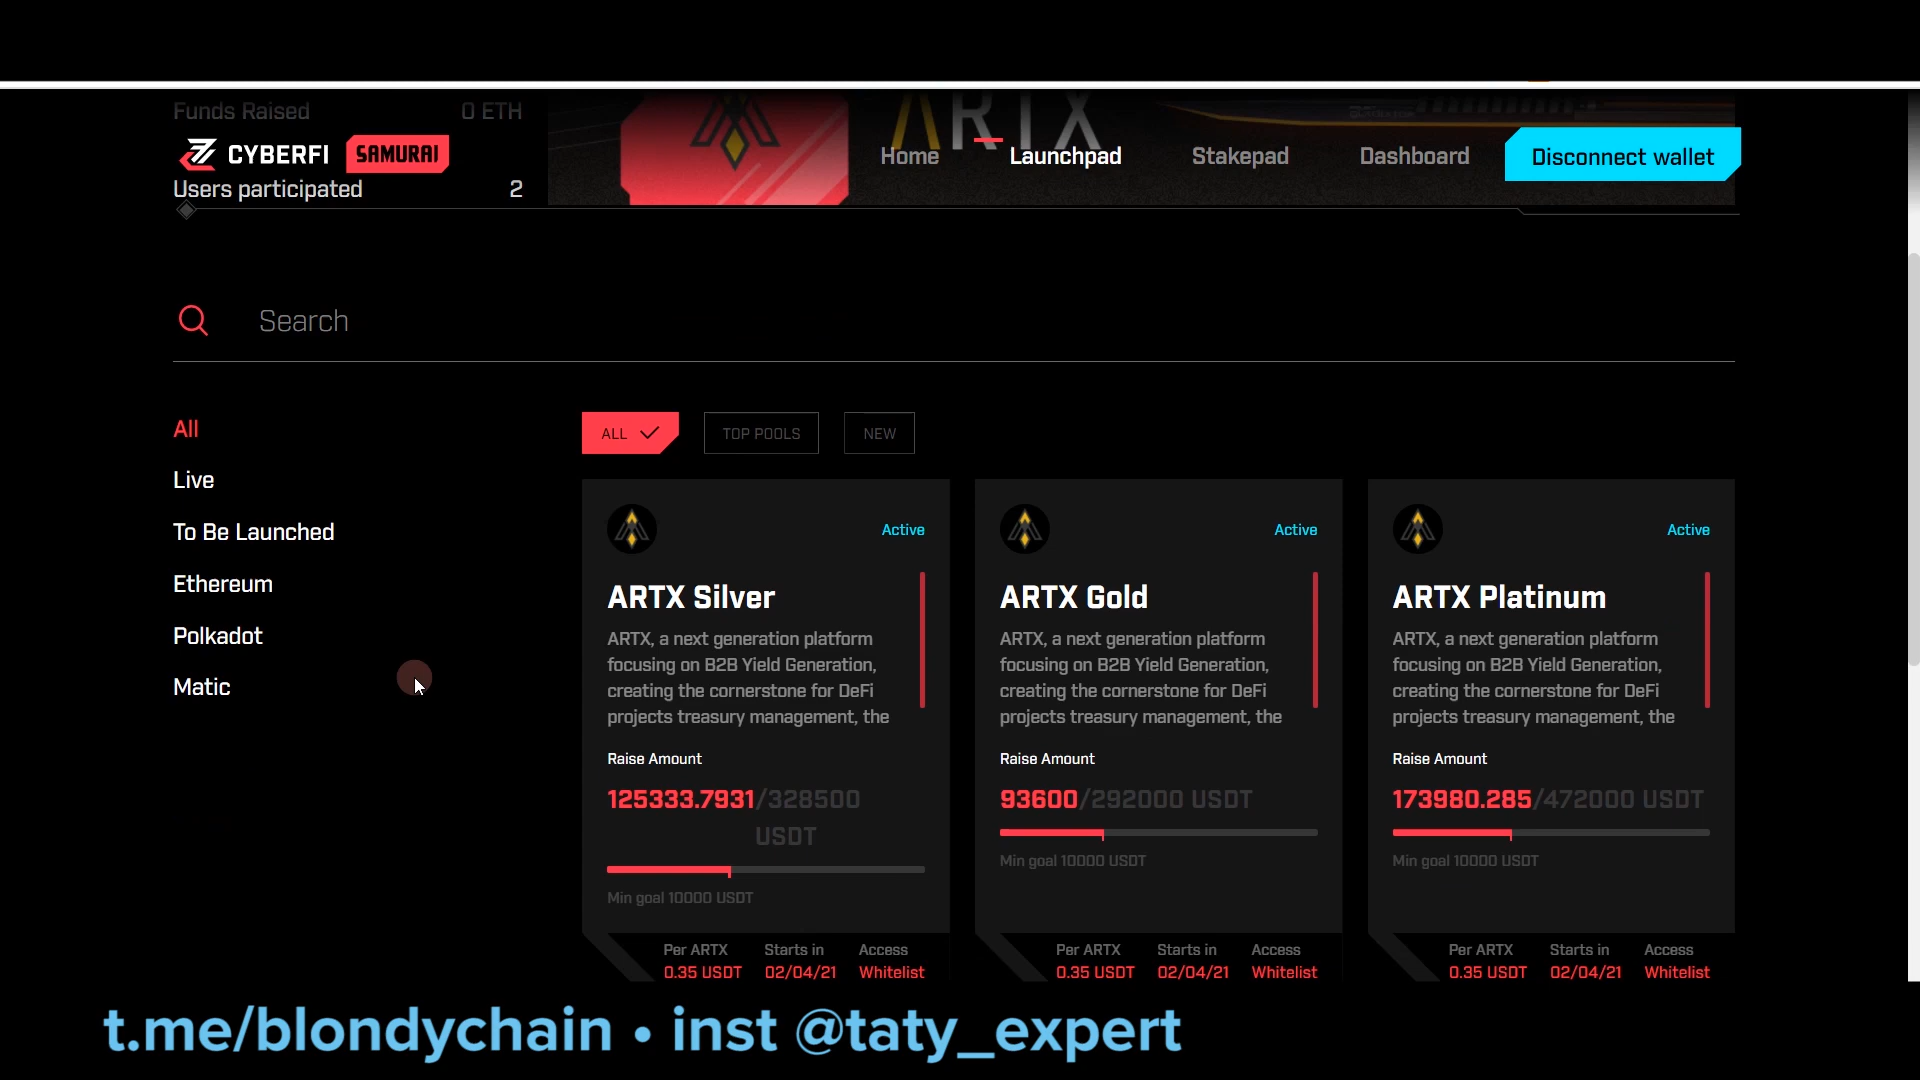 Funds Raised 0 ETH
ARTX
CYBERFI SAMURAI Home Launchpad Stakepad Dashboard Disconnect wallet
Users participated 2
Search
All
Live
To Be Launched
Ethereum
Polkadot
Matic
ALL TOP POOLS NEW
Active
ARTX Silver
ARTX, a next generation platform
focusing on B2B Yield Generation,
creating the cornerstone for DeFi
projects treasury management, the
Raise Amount
125333.7931/328500
USDT
Min goal 10000 USDT
Per ARTX Starts in Access
0.35 USDT 02/04/21 Whitelist
Active
ARTX Gold
ARTX, a next generation platform
focusing on B2B Yield Generation,
creating the cornerstone for DeFi
projects treasury management, the
Raise Amount
93600/292000 USDT
Min goal 10000 USDT
Per ARTX Starts in Access
0.35 USDT 02/04/21 Whitelist
Active
ARTX Platinum
ARTX, a next generation platform
focusing on B2B Yield Generation,
creating the cornerstone for DeFi
projects treasury management, the
Raise Amount
173980.285/472000 USDT
Min goal 10000 USDT
Per ARTX Starts in Access
0.35 USDT 02/04/21 Whitelist
t.me/blondychain • inst @taty_expert